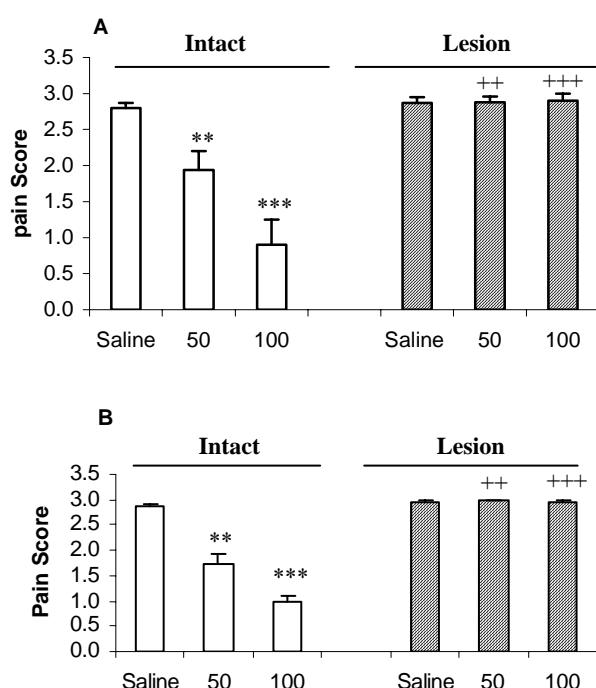 A
Intact Lesion
pain Score
3.5
3.0
2.5
2.0
1.5
1.0
0.5
0.0
** *** ++ +++
Saline 50 100 Saline 50 100
B
Intact Lesion
Pain Score
3.5
3.0
2.5
2.0
1.5
1.0
0.5
0.0
** *** ++ +++
Saline 50 100 Saline 50 100